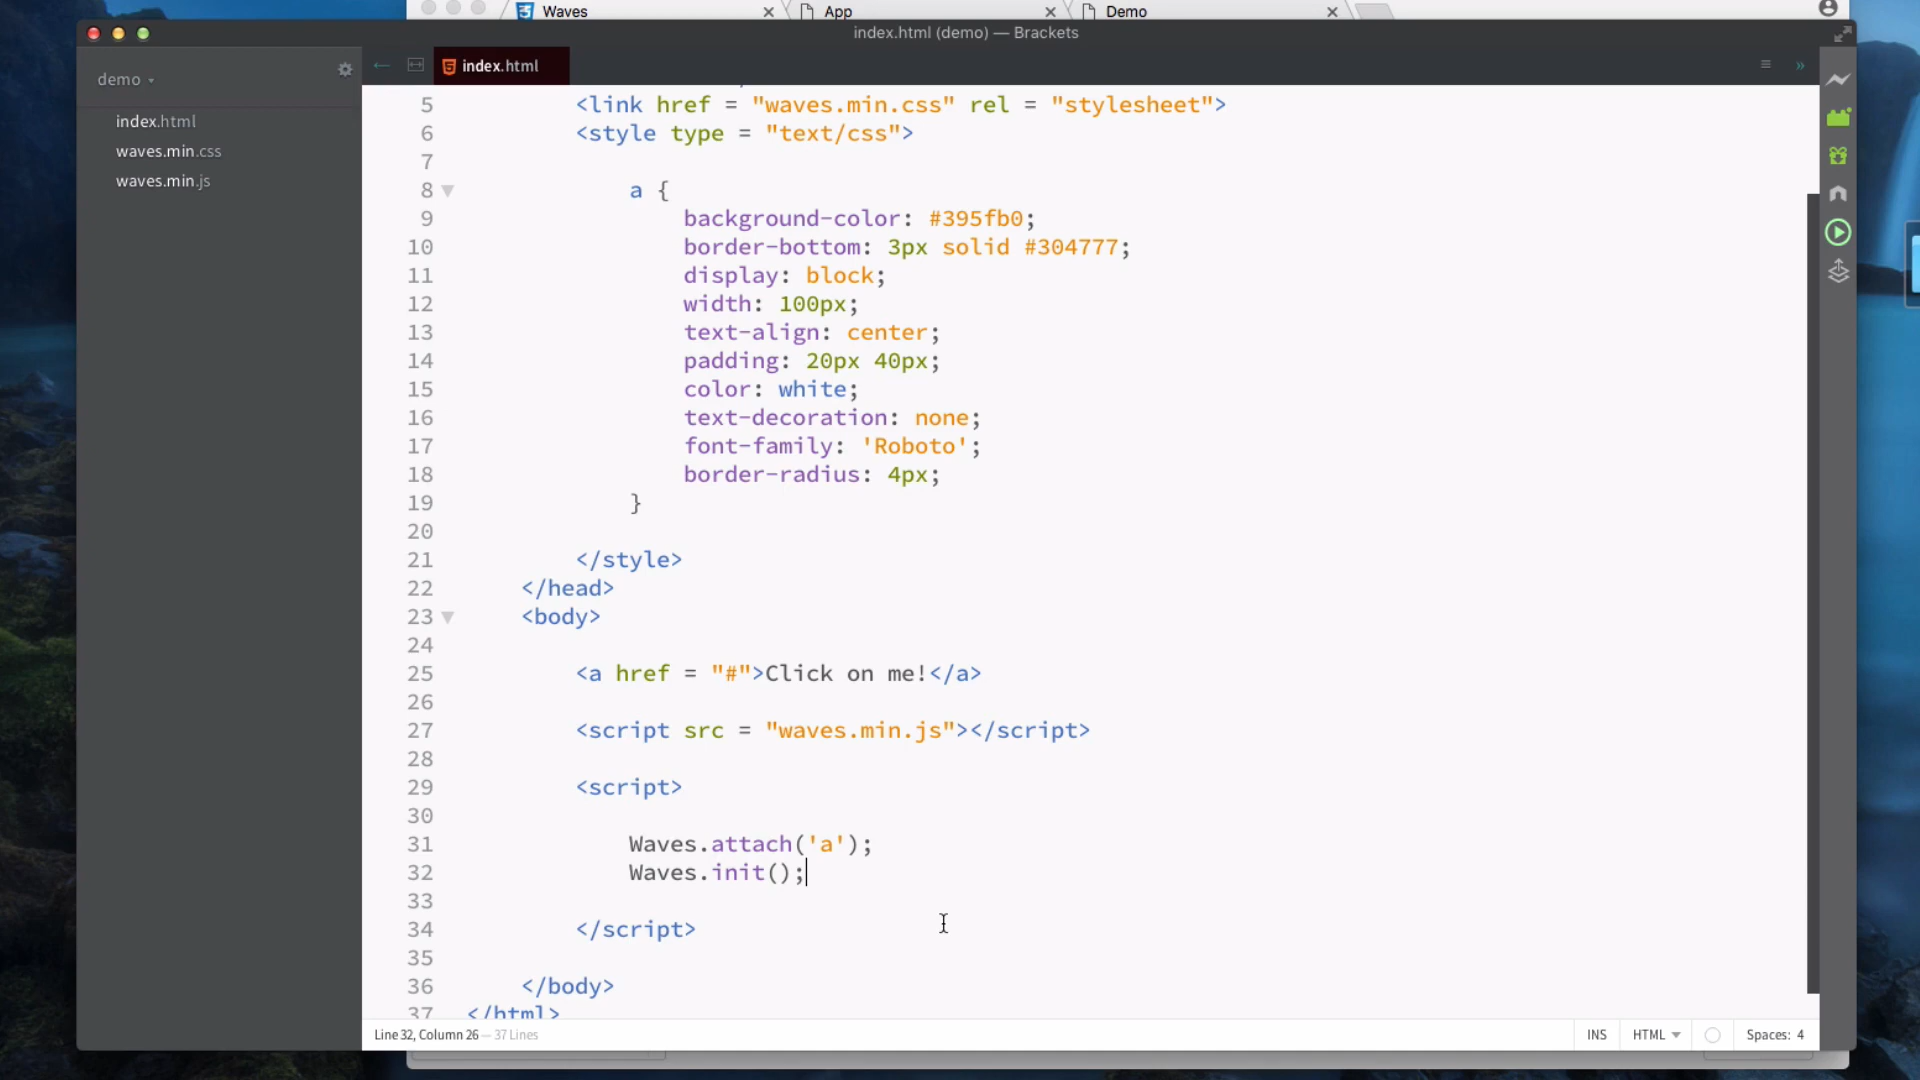 Waves
App
Demo
index.html (demo) — Brackets
demo
index.html
waves.min.css
waves.min.js
index.html
5 <link href = "waves.min.css" rel = "stylesheet">
6 <style type = "text/css">
7
8 a {
9 background-color: #395fb0;
10 border-bottom: 3px solid #304777;
11 display: block;
12 width: 100px;
13 text-align: center;
14 padding: 20px 40px;
15 color: white;
16 text-decoration: none;
17 font-family: 'Roboto';
18 border-radius: 4px;
19 }
20
21 </style>
22 </head>
23 <body>
24
25 <a href = "#">Click on me!</a>
26
27 <script src = "waves.min.js"></script>
28
29 <script>
30
31 Waves.attach('a');
32 Waves.init();
33
34 </script>
35
36 </body>
37 </html>
Line 32, Column 26 — 37 Lines
INS
HTML
Spaces: 4